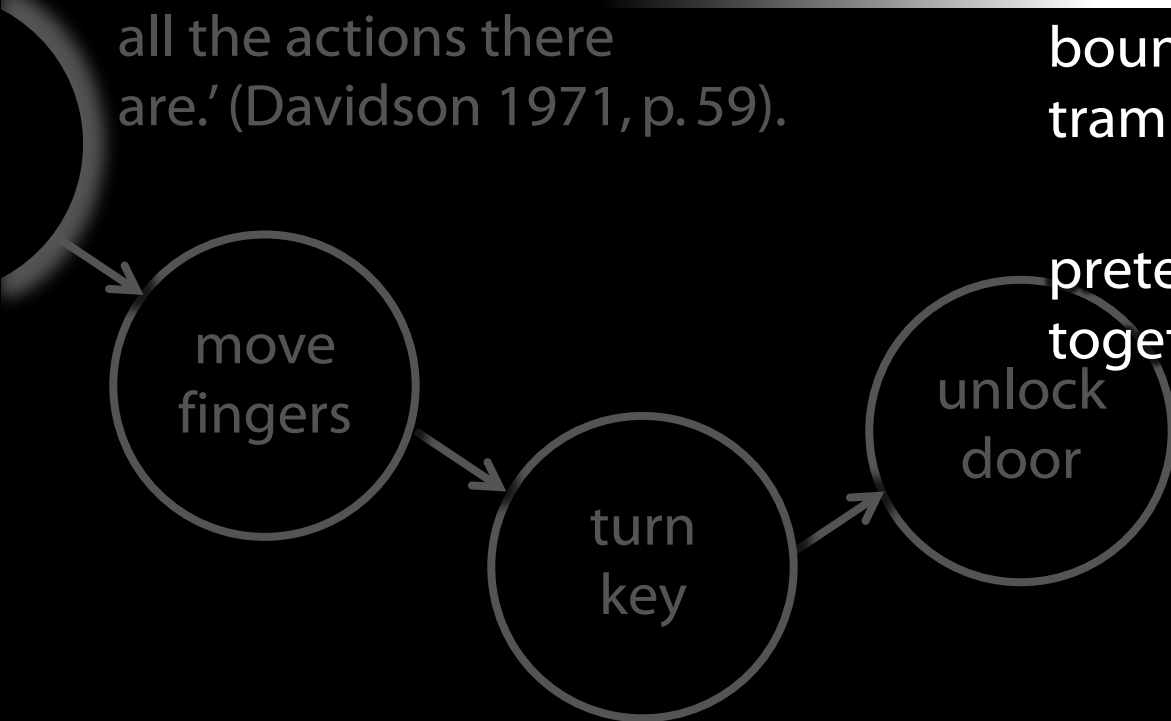 all the actions there
are.’ (Davidson 1971, p. 59).
move
fingers
turn
key
unlock
door